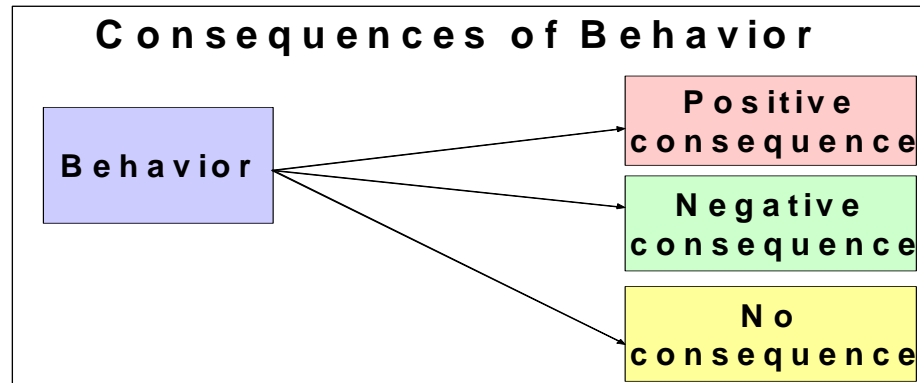 Consequences of Behavior
Behavior
Positive
consequence
Negative
consequence
No
consequence